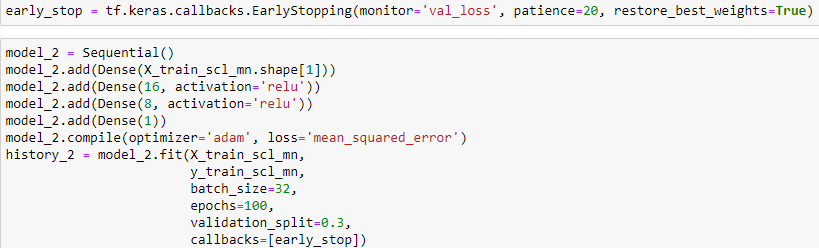 early_stop = tf.keras.callbacks.EarlyStopping(monitor='val_loss', patience=20, restore_best_weights=True)
model_2 = Sequential()
model_2.add(Dense(X_train_scl_mn.shape[1]))
model_2.add(Dense(16, activation='relu'))
model_2.add(Dense(8, activation='relu'))
model_2.add(Dense(1))
model_2.compile(optimizer='adam', loss='mean_squared_error')
history_2 = model_2.fit(X_train_scl_mn,
                        y_train_scl_mn,
                        batch_size=32,
                        epochs=100,
                        validation_split=0.3,
                        callbacks=[early_stop])